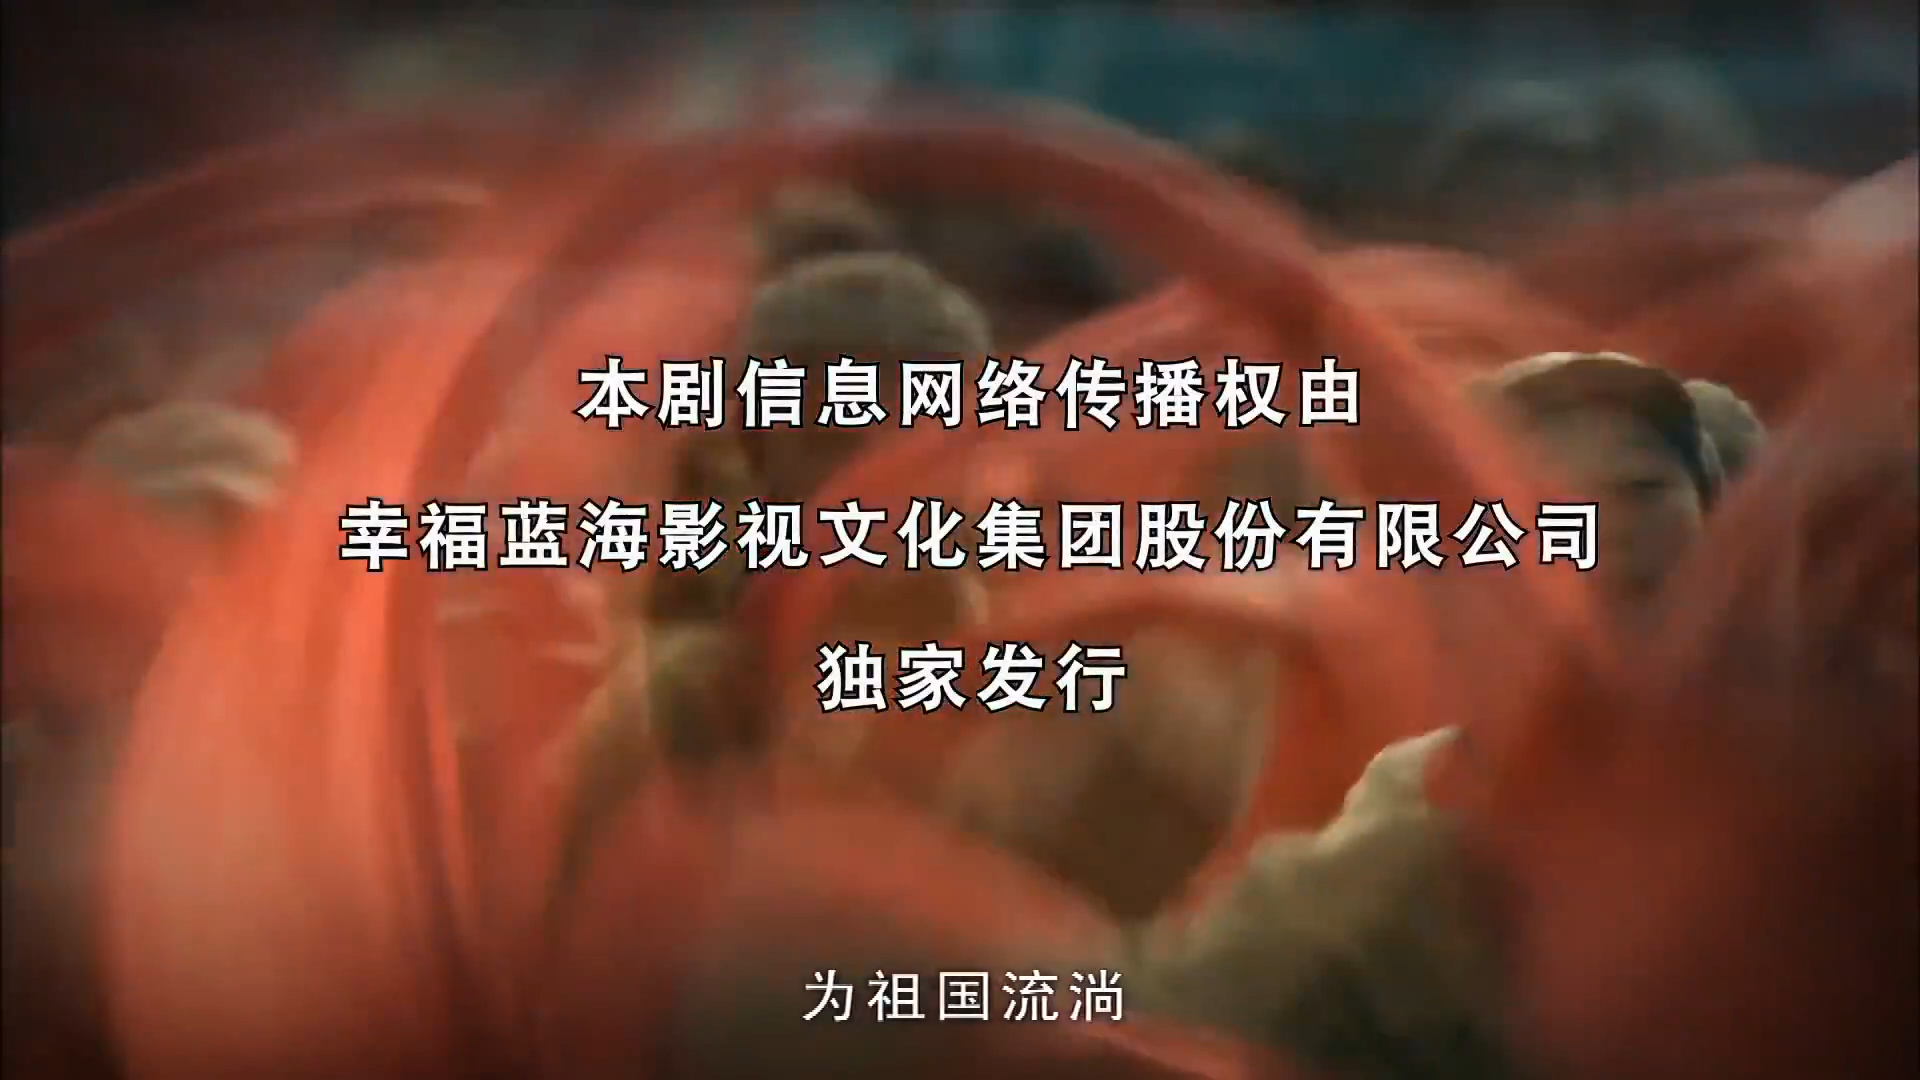 本剧信息网络传播权由
幸福蓝海影视文化集团股份有限公司
独家发行
为祖国流淌